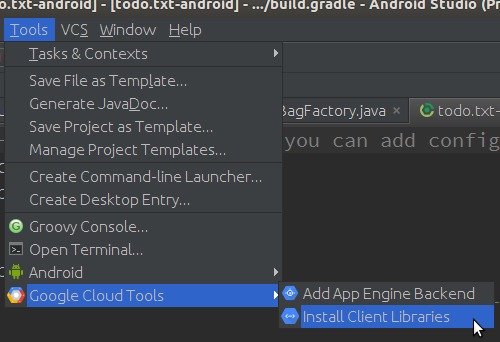 o.txt-android] - [todo.txt-android] - .../build.gradle - Android Studio (Pr
Tools VCS Window Help
Tasks & Contexts
Save File as Template...
Generate JavaDoc...
BagFactory.java × todo.txt-
Save Project as Template...
you can add config
Manage Project Templates...
Create Command-line Launcher...
Create Desktop Entry...
Groovy Console...
Open Terminal...
Android
Google Cloud Tools
Add App Engine Backend
Install Client Libraries